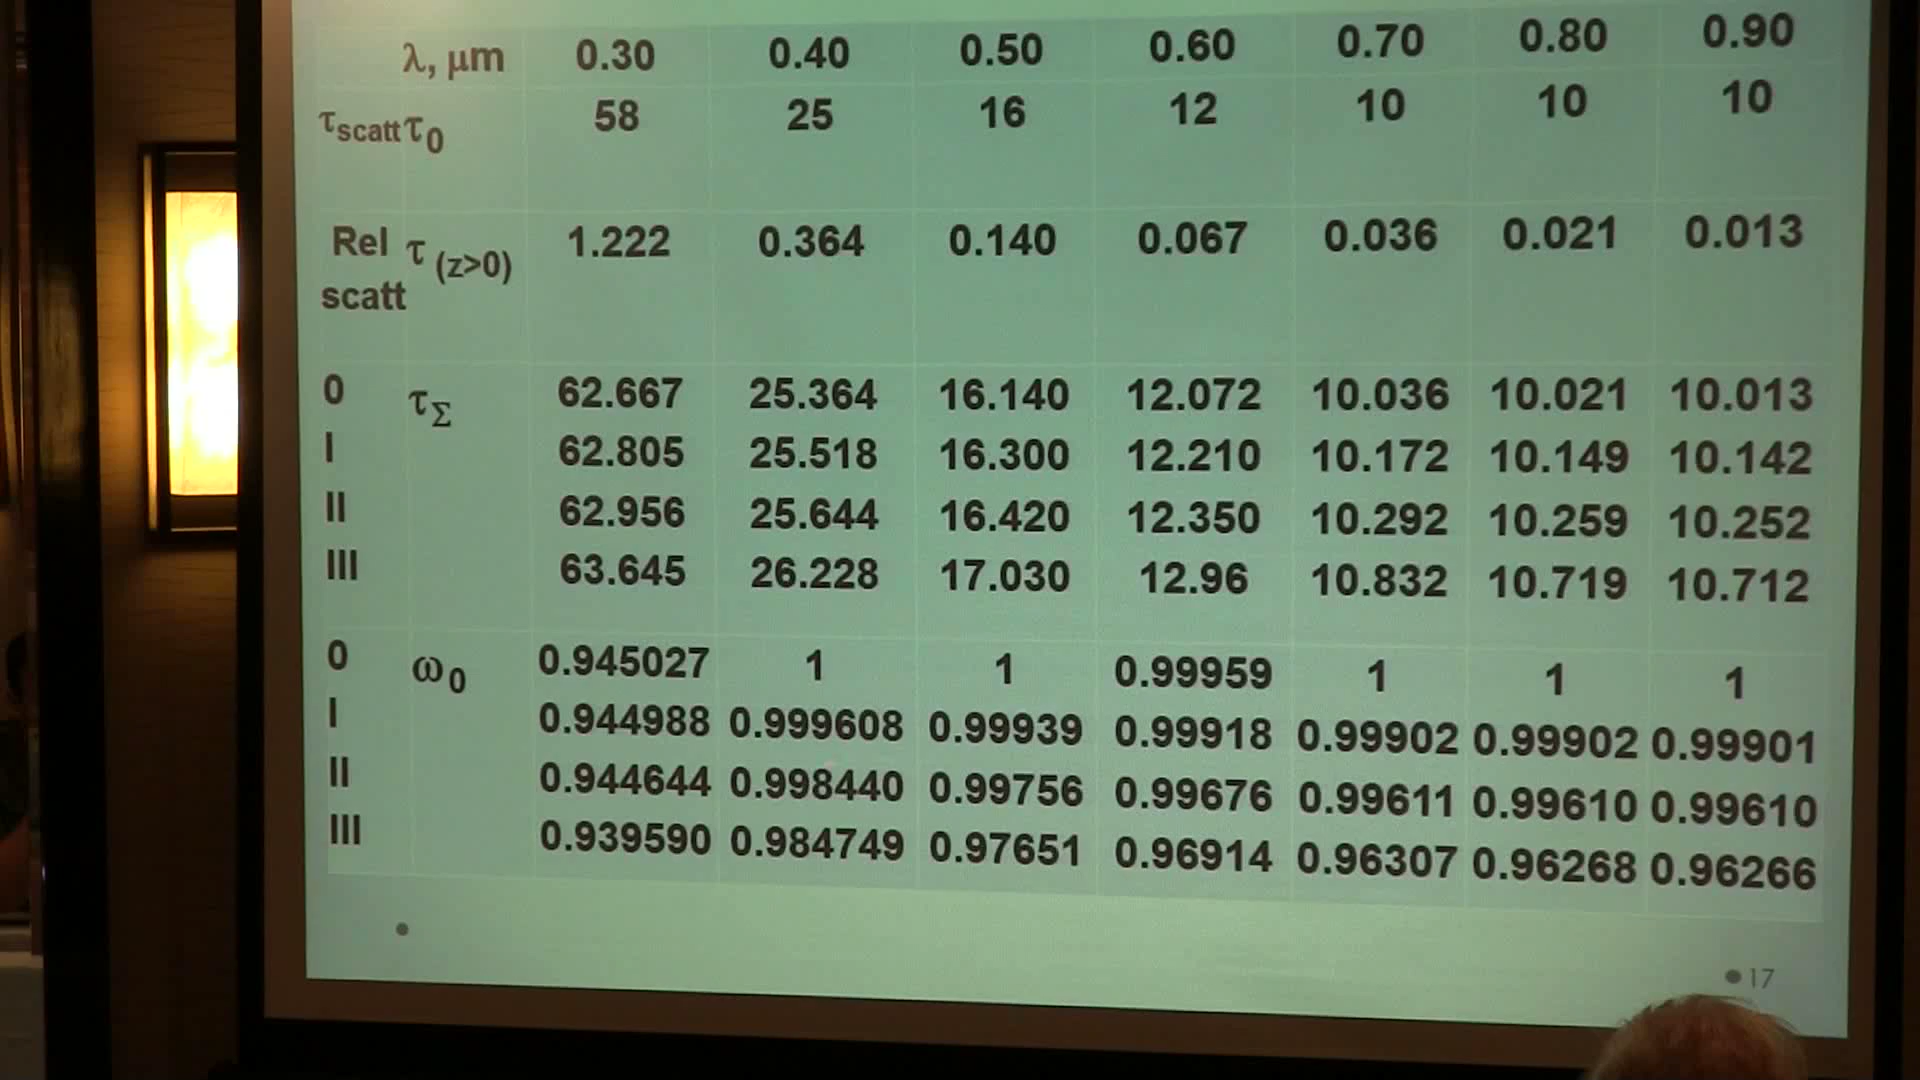 λ, μm 0.30 0.40 0.50 0.60 0.70 0.80 0.90
τscatt τ0 58 25 16 12 10 10 10
Rel τ (z>0) 1.222 0.364 0.140 0.067 0.036 0.021 0.013
scatt
0 τΣ 62.667 25.364 16.140 12.072 10.036 10.021 10.013
I 62.805 25.518 16.300 12.210 10.172 10.149 10.142
II 62.956 25.644 16.420 12.350 10.292 10.259 10.252
III 63.645 26.228 17.030 12.96 10.832 10.719 10.712
0 ω0 0.945027 1 1 0.99959 1 1 1
I 0.944988 0.999608 0.99939 0.99918 0.99902 0.99902 0.99901
II 0.944644 0.998440 0.99756 0.99676 0.99611 0.99610 0.99610
III 0.939590 0.984749 0.97651 0.96914 0.96307 0.96268 0.96266
• 17